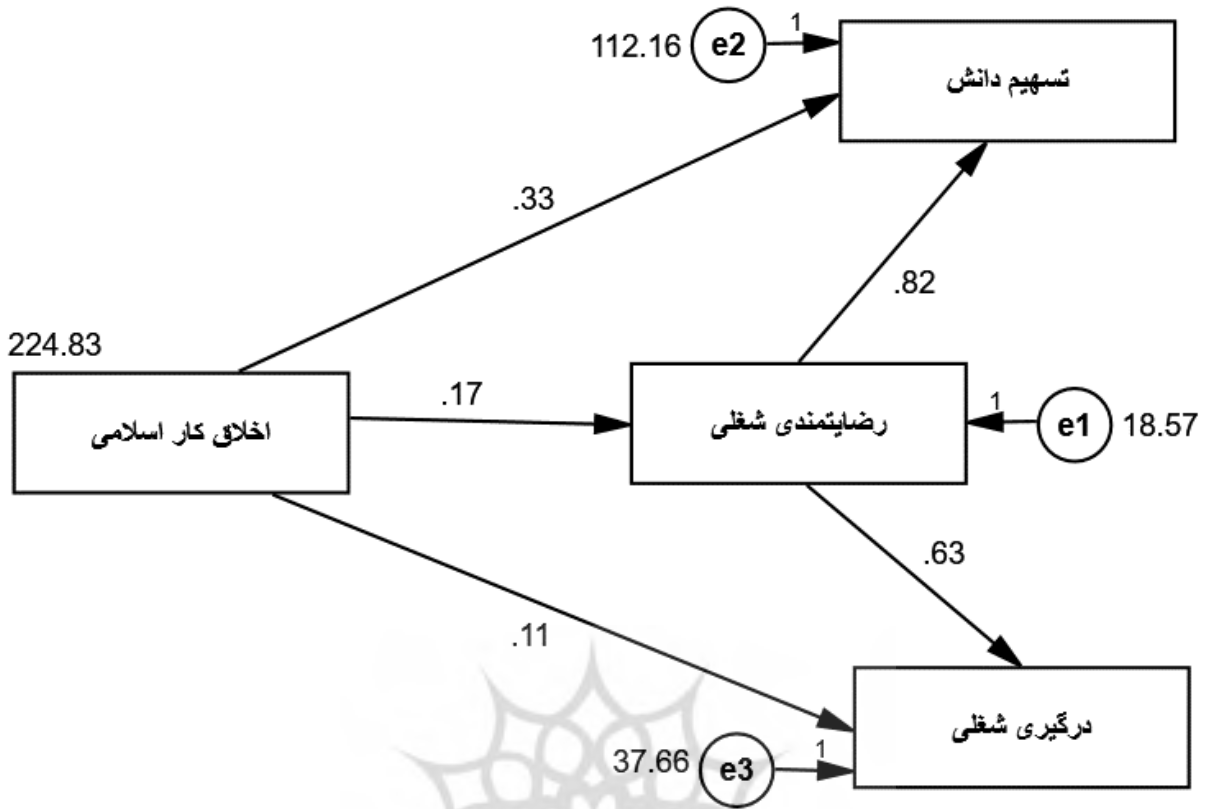 1
112.16
e2
تسهیم دانش
.33
.82
224.83
.17
اخلاق کار اسلامی
رضایتمندی شغلی
1
e1
18.57
.63
.11
درگیری شغلی
37.66
e3
1